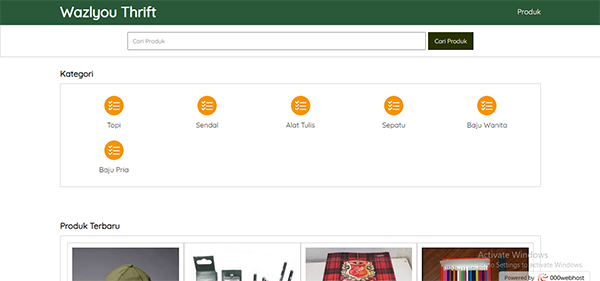 Wazlyou Thrift
Produk
Cari Produk
Cari Produk
Kategori
Topi
Sendal
Alat Tulis
Sepatu
Baju Wanita
Baju Pria
Produk Terbaru
Activate Windows
Go to Settings to activate Windows.
Powered by 000webhost